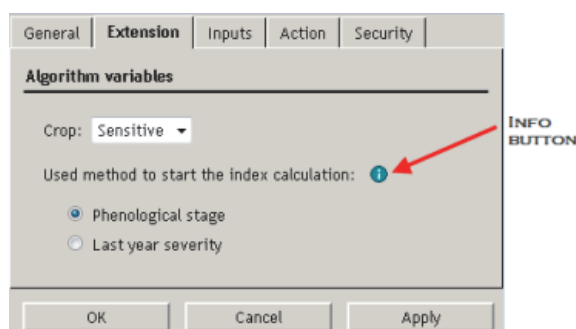 General Extension Inputs Action Security
Algorithm variables
Crop: Sensitive
INFO
BUTTON
Used method to start the index calculation: i
Phenological stage
Last year severity
OK Cancel Apply